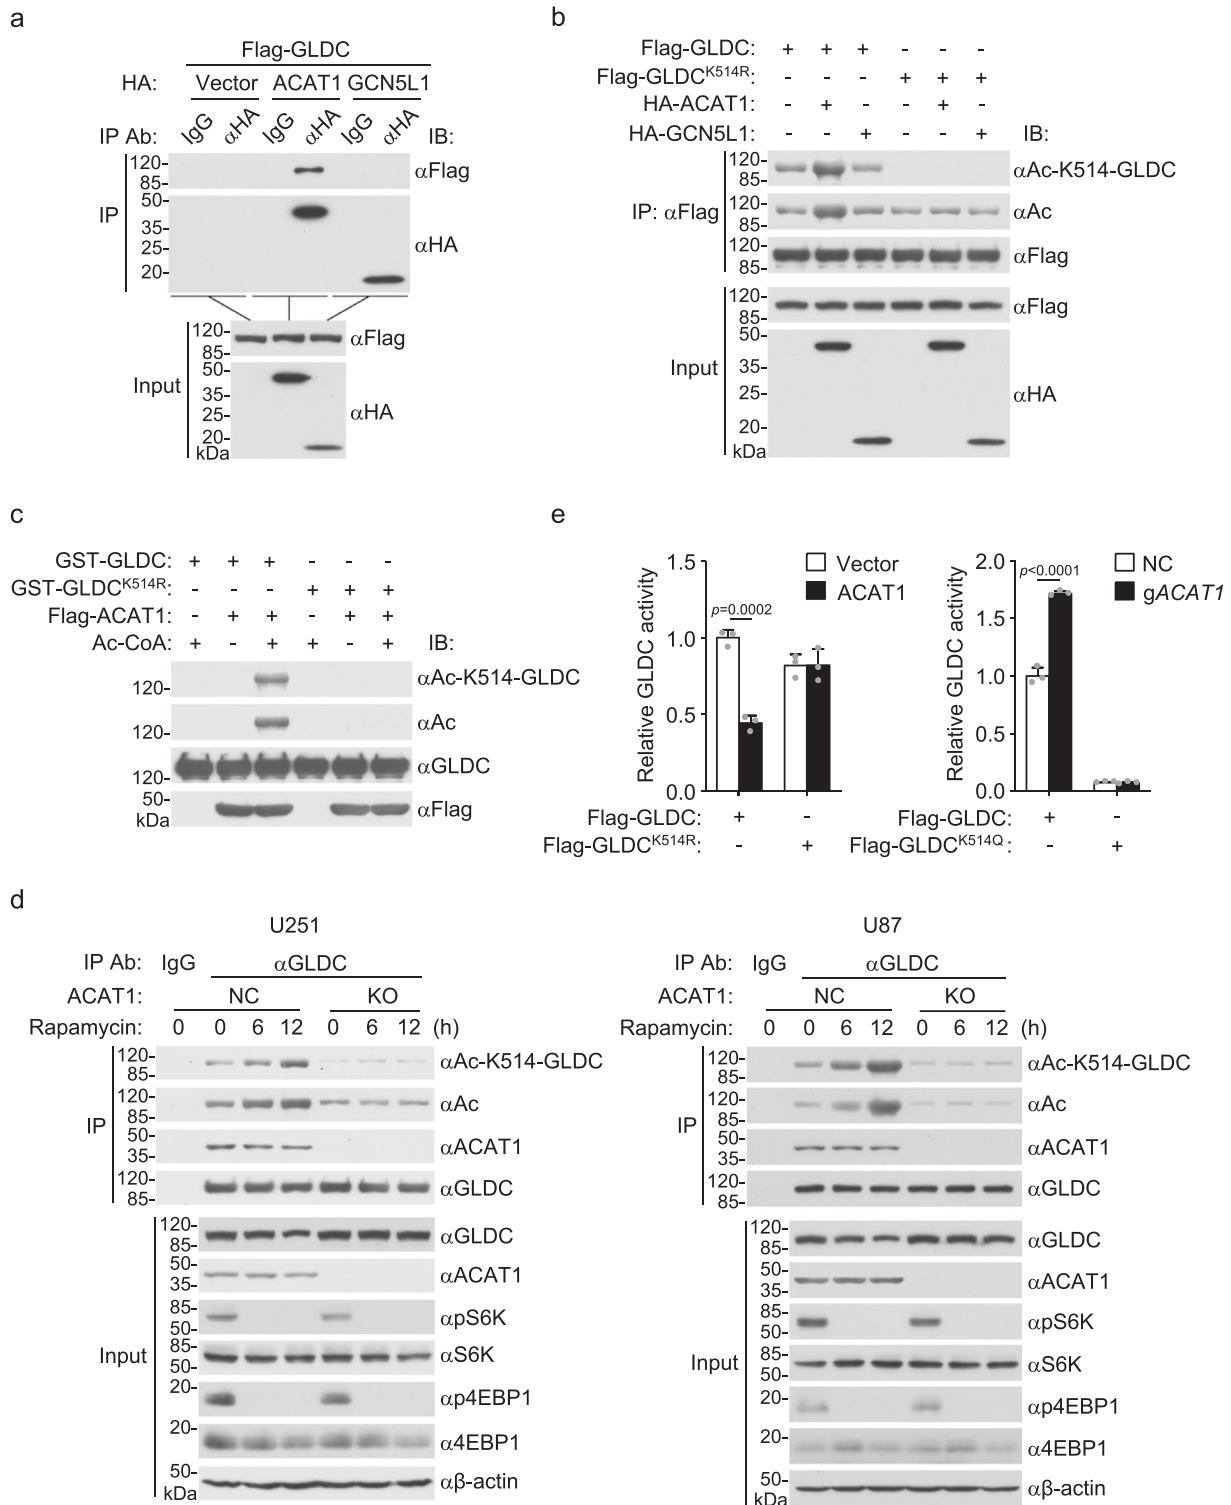 a
Flag-GLDC
HA: Vector ACAT1 GCN5L1
IP Ab: IgG αHA IgG αHA IgG αHA IB:
IP
120-
85-
αFlag
50-
35-
25-
20-
αHA
Input
120-
85-
αFlag
50-
35-
25-
20-
kDa
αHA
b
Flag-GLDC: + + + - - -
Flag-GLDC^K514R: - - - + + +
HA-ACAT1: - + - - + -
HA-GCN5L1: - - + - - + IB:
IP: αFlag
120-
85-
αAc-K514-GLDC
120-
85-
αAc
120-
85-
αFlag
Input
120-
85-
αFlag
50-
35-
25-
20-
kDa
αHA
c
GST-GLDC: + + + - - -
GST-GLDC^K514R: - - - + + +
Flag-ACAT1: - + + - + +
Ac-CoA: + - + + - + IB:
120-
αAc-K514-GLDC
120-
αAc
120-
αGLDC
50-
kDa
αFlag
e
Relative GLDC activity
1.5
1.0
0.5
0.0
Vector
ACAT1
p=0.0002
Flag-GLDC: + -
Flag-GLDC^K514R: - +
Relative GLDC activity
2.0
1.5
1.0
0.5
0.0
NC
gACAT1
p<0.0001
Flag-GLDC: + -
Flag-GLDC^K514Q: - +
d
U251
IP Ab: IgG αGLDC
ACAT1: NC KO
Rapamycin: 0 0 6 12 0 6 12 (h)
IP
120-
85-
αAc-K514-GLDC
120-
85-
αAc
50-
35-
αACAT1
120-
85-
αGLDC
Input
120-
85-
αGLDC
50-
35-
αACAT1
85-
50-
αpS6K
85-
50-
αS6K
20-
αp4EBP1
20-
α4EBP1
50-
kDa
αβ-actin
U87
IP Ab: IgG αGLDC
ACAT1: NC KO
Rapamycin: 0 0 6 12 0 6 12 (h)
IP
120-
85-
αAc-K514-GLDC
120-
85-
αAc
50-
35-
αACAT1
120-
85-
αGLDC
Input
120-
85-
αGLDC
50-
35-
αACAT1
85-
50-
αpS6K
85-
50-
αS6K
20-
αp4EBP1
20-
α4EBP1
50-
kDa
αβ-actin